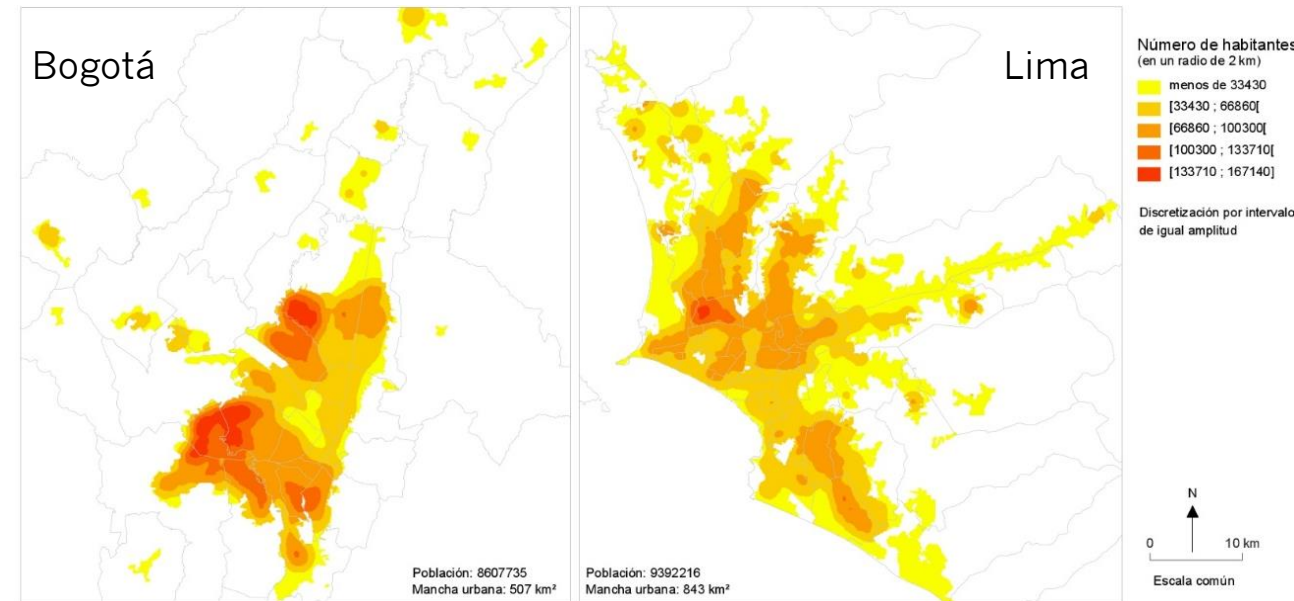 Bogotá
Lima
Población: 8607735
Mancha urbana: 507 km²
Población: 9392216
Mancha urbana: 843 km²
Número de habitantes
(en un radio de 2 km)
menos de 33430
[33430 ; 66860[
[66860 ; 100300[
[100300 ; 133710[
[133710 ; 167140]
Discretización por intervalo
de igual amplitud
N
0 10 km
Escala común